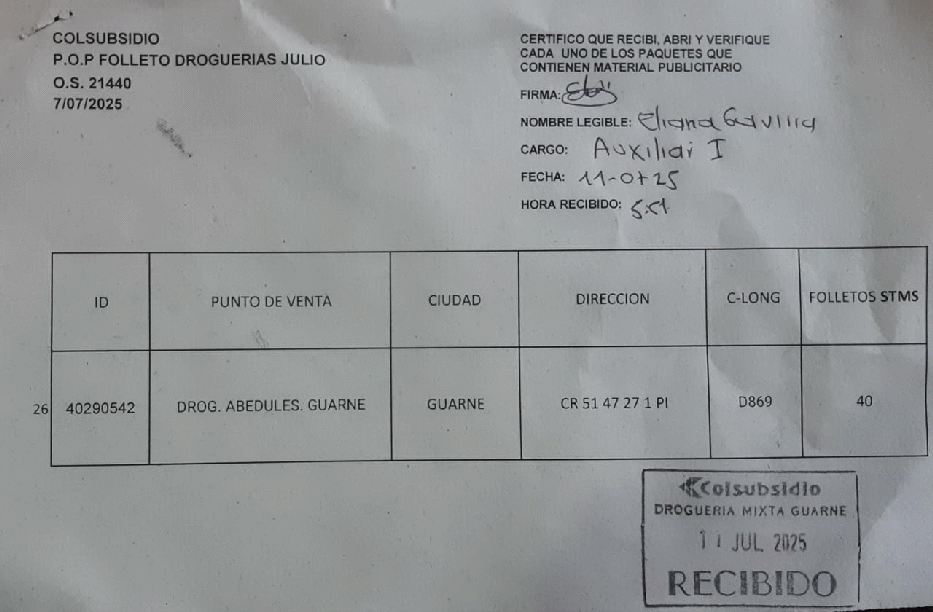 COLSUBSIDIO
P.O.P FOLLETO DROGUERIAS JULIO
O.S. 21440
7/07/2025
CERTIFICO QUE RECIBI, ABRI Y VERIFIQUE
CADA UNO DE LOS PAQUETES QUE
CONTIENEN MATERIAL PUBLICITARIO
FIRMA:
NOMBRE LEGIBLE: Eliana Gaviria
CARGO: Auxiliar I
FECHA: 11-07-25
HORA RECIBIDO:
ID PUNTO DE VENTA CIUDAD DIRECCION C-LONG FOLLETOS STMS
26 40290542 DROG. ABEDULES. GUARNE GUARNE CR 51 47 27 1 PI D869 40
Colsubsidio
DROGUERIA MIXTA GUARNE
11 JUL 2025
RECIBIDO